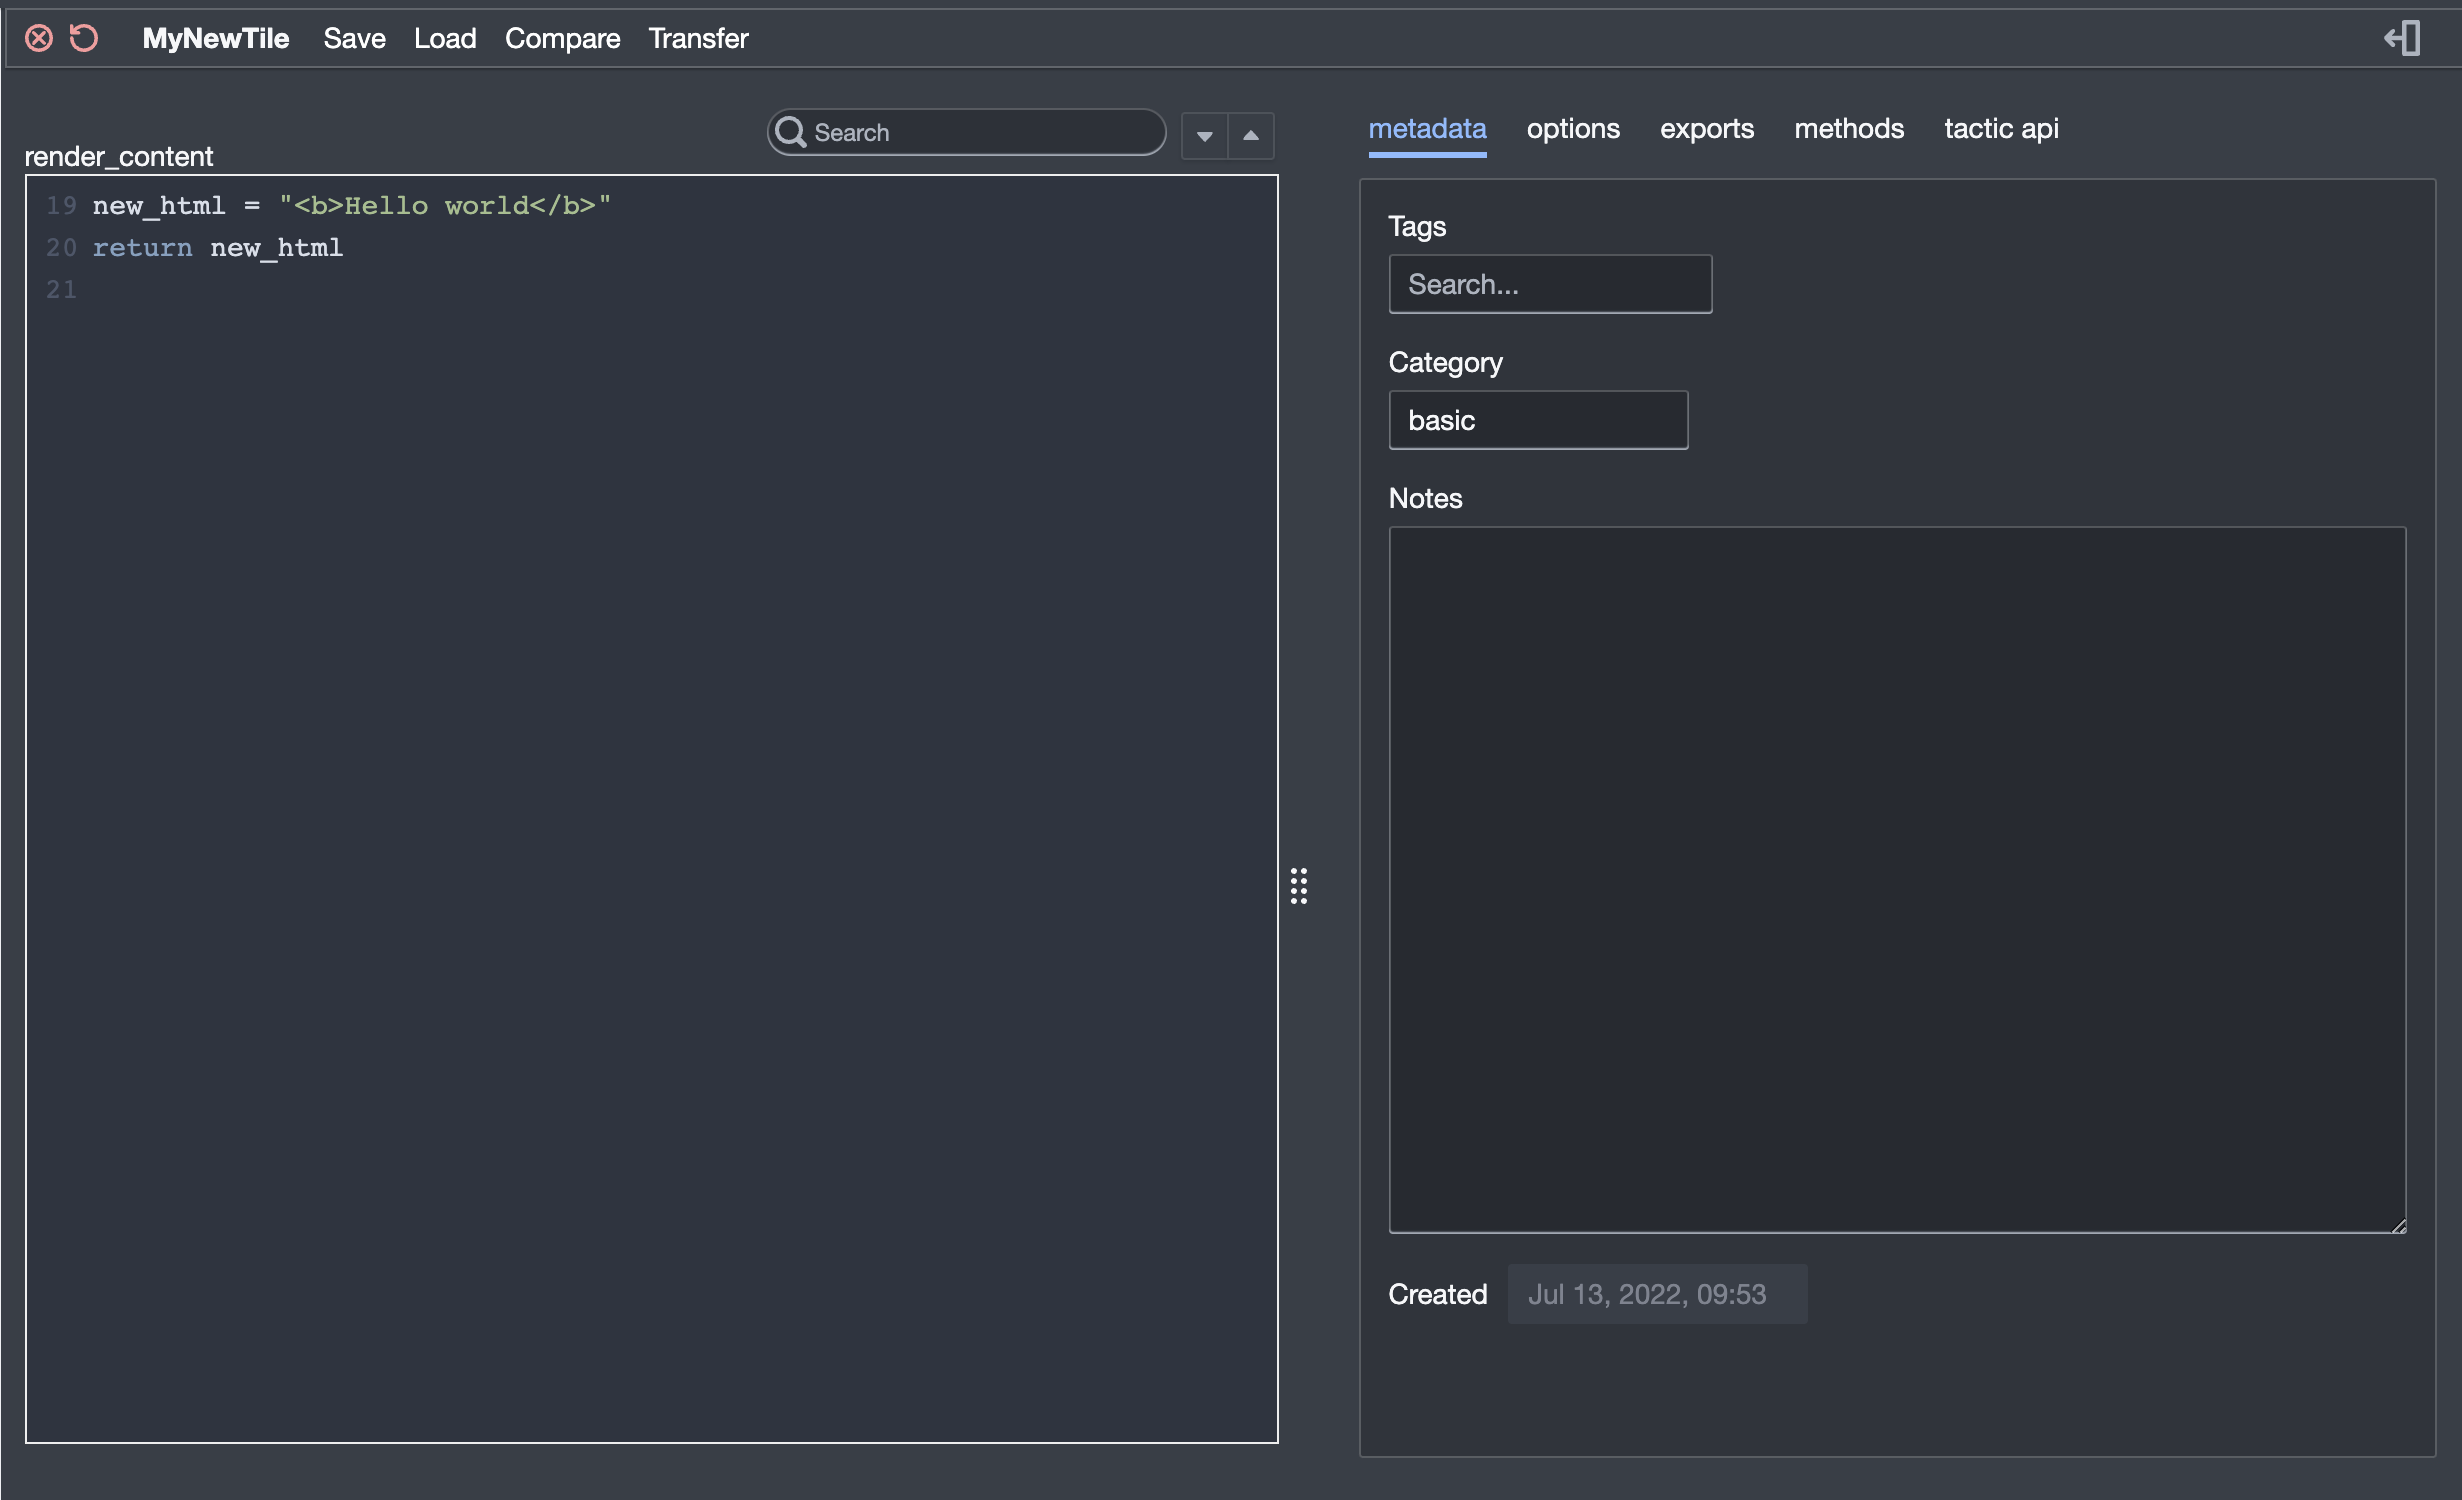 MyNewTile Save Load Compare Transfer
Search
render_content
19 new_html = "<b>Hello world</b>"
20 return new_html
21
metadata options exports methods tactic api
Tags
Search...
Category
basic
Notes
Created Jul 13, 2022, 09:53